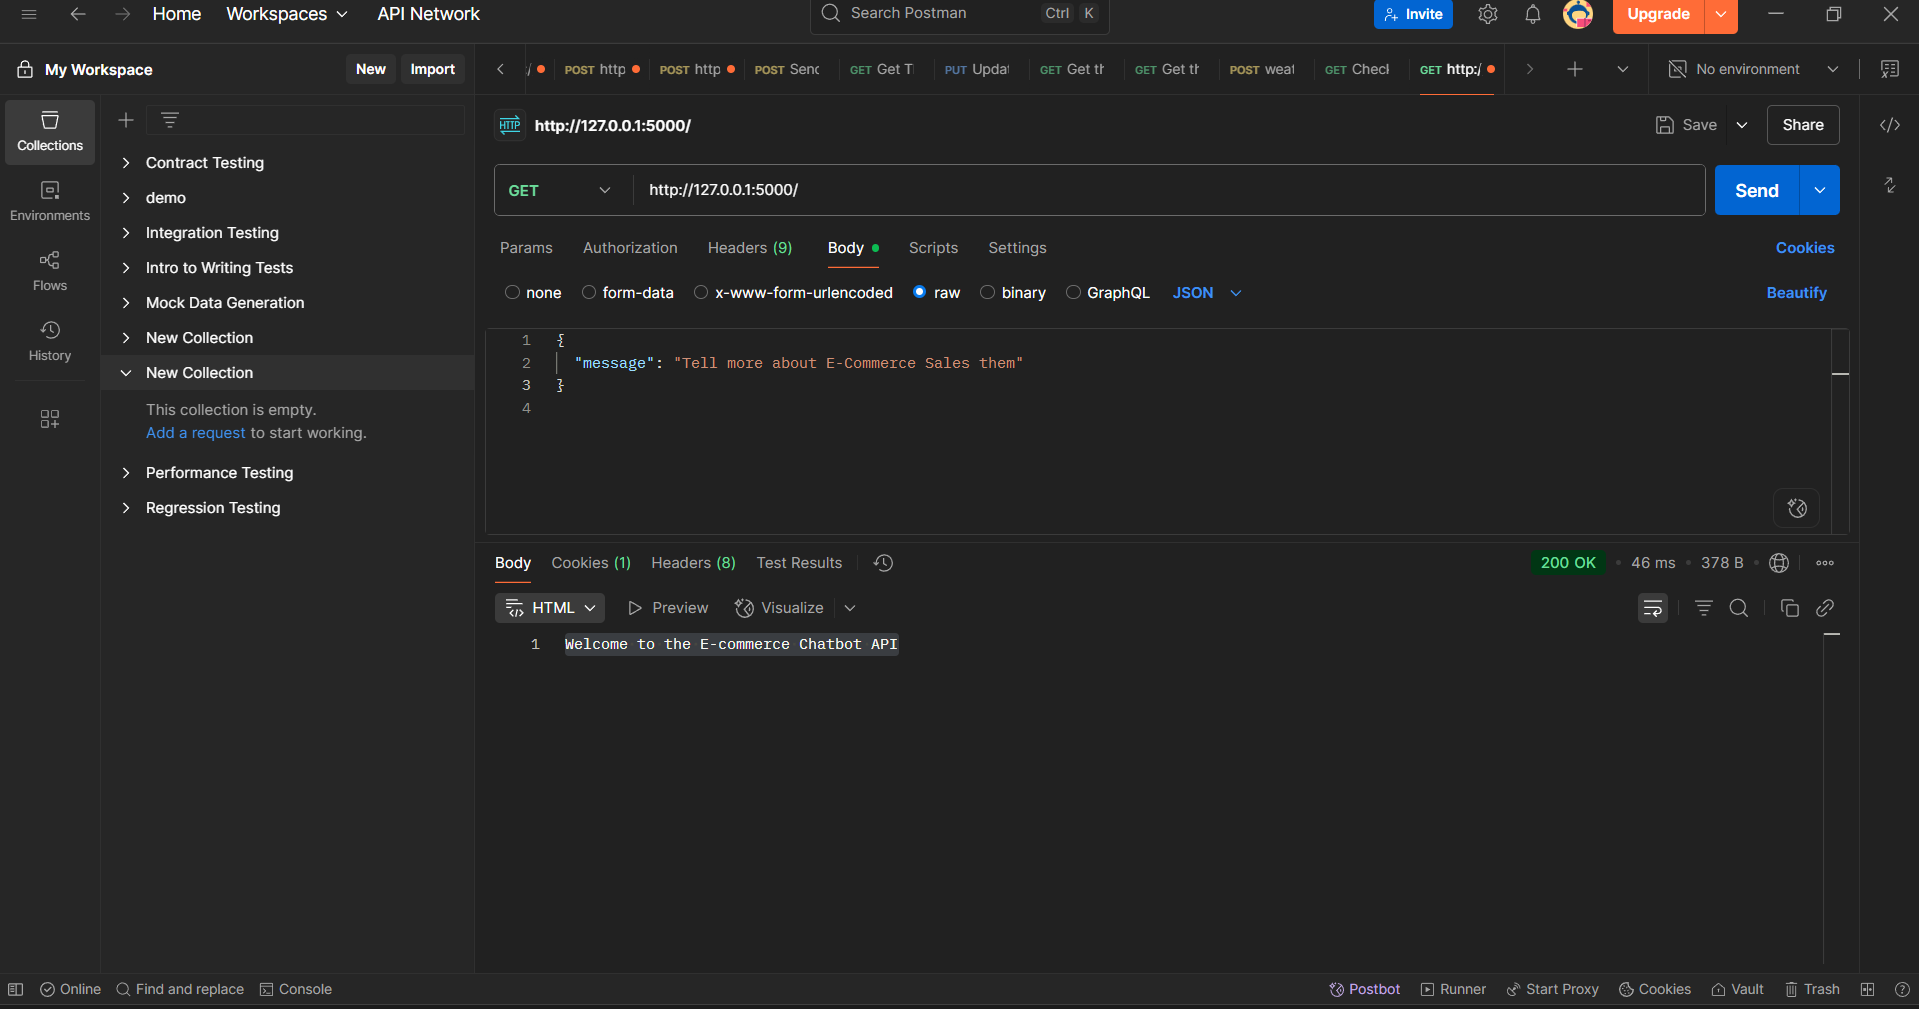 Home Workspaces API Network Search Postman Ctrl K Invite Upgrade
My Workspace New Import
/ POST http POST http POST Senc GET Get T PUT Updat GET Get th GET Get th POST weat GET Check GET http:/ No environment
Collections
Environments
Flows
History
Contract Testing
demo
Integration Testing
Intro to Writing Tests
Mock Data Generation
New Collection
New Collection
This collection is empty.
Add a request to start working.
Performance Testing
Regression Testing
HTTP http://127.0.0.1:5000/ Save Share
GET http://127.0.0.1:5000/ Send
Params Authorization Headers (9) Body Scripts Settings Cookies
none form-data x-www-form-urlencoded raw binary GraphQL JSON Beautify
1 {
2 "message": "Tell more about E-Commerce Sales them"
3 }
4
Body Cookies (1) Headers (8) Test Results 200 OK • 46 ms • 378 B •
HTML Preview Visualize
1 Welcome to the E-commerce Chatbot API
Online Find and replace Console Postbot Runner Start Proxy Cookies Vault Trash